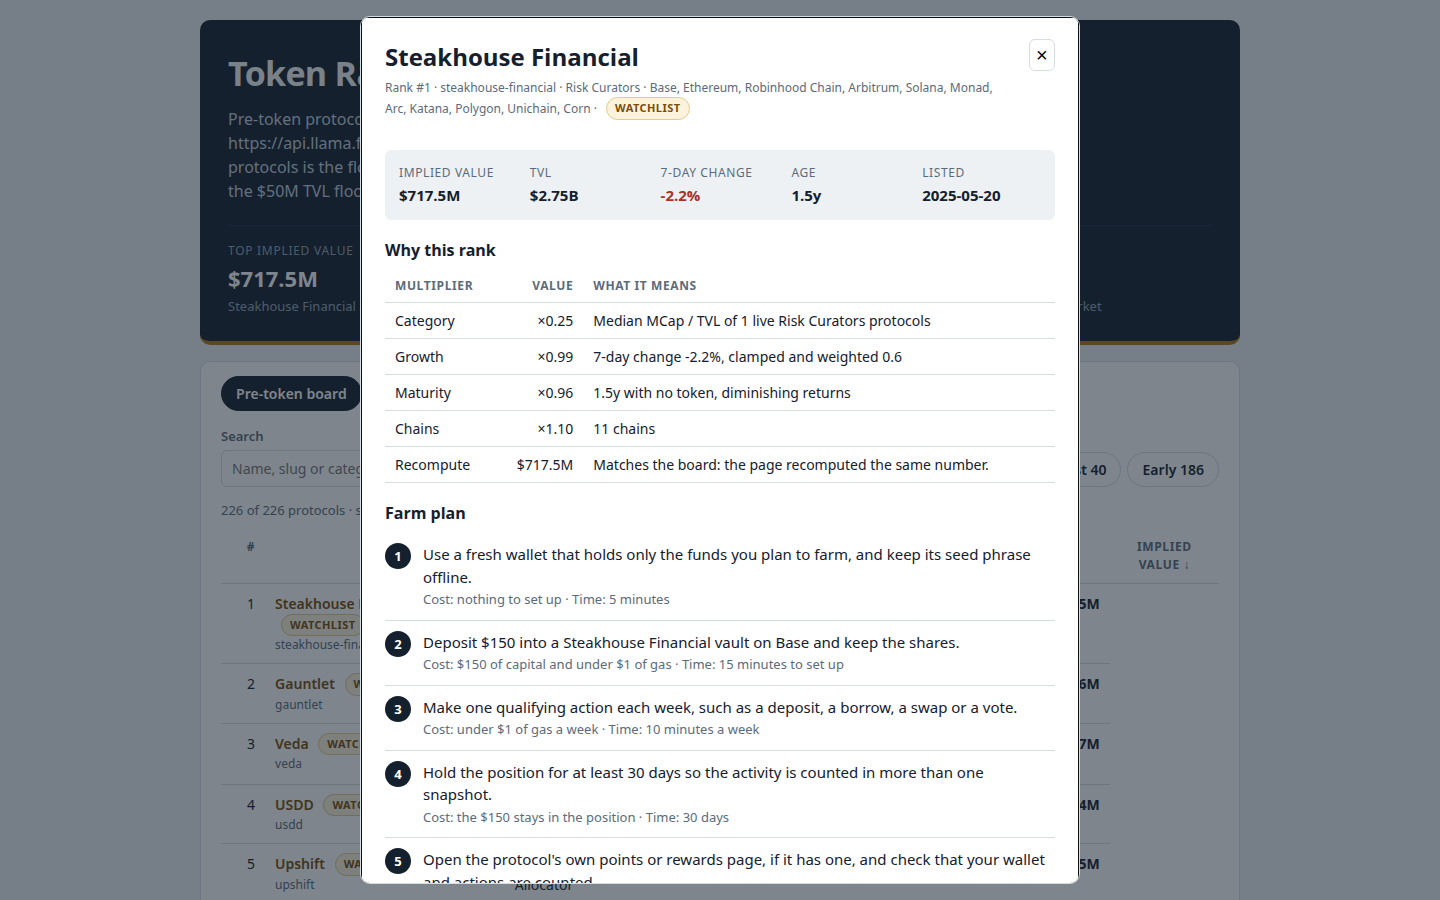 Steakhouse Financial
✕
Rank #1 · steakhouse-financial · Risk Curators · Base, Ethereum, Robinhood Chain, Arbitrum, Solana, Monad,
Arc, Katana, Polygon, Unichain, Corn · WATCHLIST
IMPLIED VALUE TVL 7-DAY CHANGE AGE LISTED
$717.5M $2.75B -2.2% 1.5y 2025-05-20
Why this rank
MULTIPLIER VALUE WHAT IT MEANS
Category ×0.25 Median MCap / TVL of 1 live Risk Curators protocols
Growth ×0.99 7-day change -2.2%, clamped and weighted 0.6
Maturity ×0.96 1.5y with no token, diminishing returns
Chains ×1.10 11 chains
Recompute $717.5M Matches the board: the page recomputed the same number.
Farm plan
1 Use a fresh wallet that holds only the funds you plan to farm, and keep its seed phrase
offline.
Cost: nothing to set up · Time: 5 minutes
2 Deposit $150 into a Steakhouse Financial vault on Base and keep the shares.
Cost: $150 of capital and under $1 of gas · Time: 15 minutes to set up
3 Make one qualifying action each week, such as a deposit, a borrow, a swap or a vote.
Cost: under $1 of gas a week · Time: 10 minutes a week
4 Hold the position for at least 30 days so the activity is counted in more than one
snapshot.
Cost: the $150 stays in the position · Time: 30 days
5 Open the protocol's own points or rewards page, if it has one, and check that your wallet
and actions are counted.
Token
Pre-token
https://api.llama.
protocols is the
the $50M TVL
TOP IMPLIED VALUE
$717.5M
Steakhouse Financial
Pre-token board
Search
Name, slug or
40
Early 186
226 of 226 protocols ·
#
IMPLIED
VALUE ↓
1 Steakhouse
WATCHLIST
2 Gauntlet
gauntlet
3 Veda
veda
4 USDD
usdd
5 Upshift
upshift
Allocator